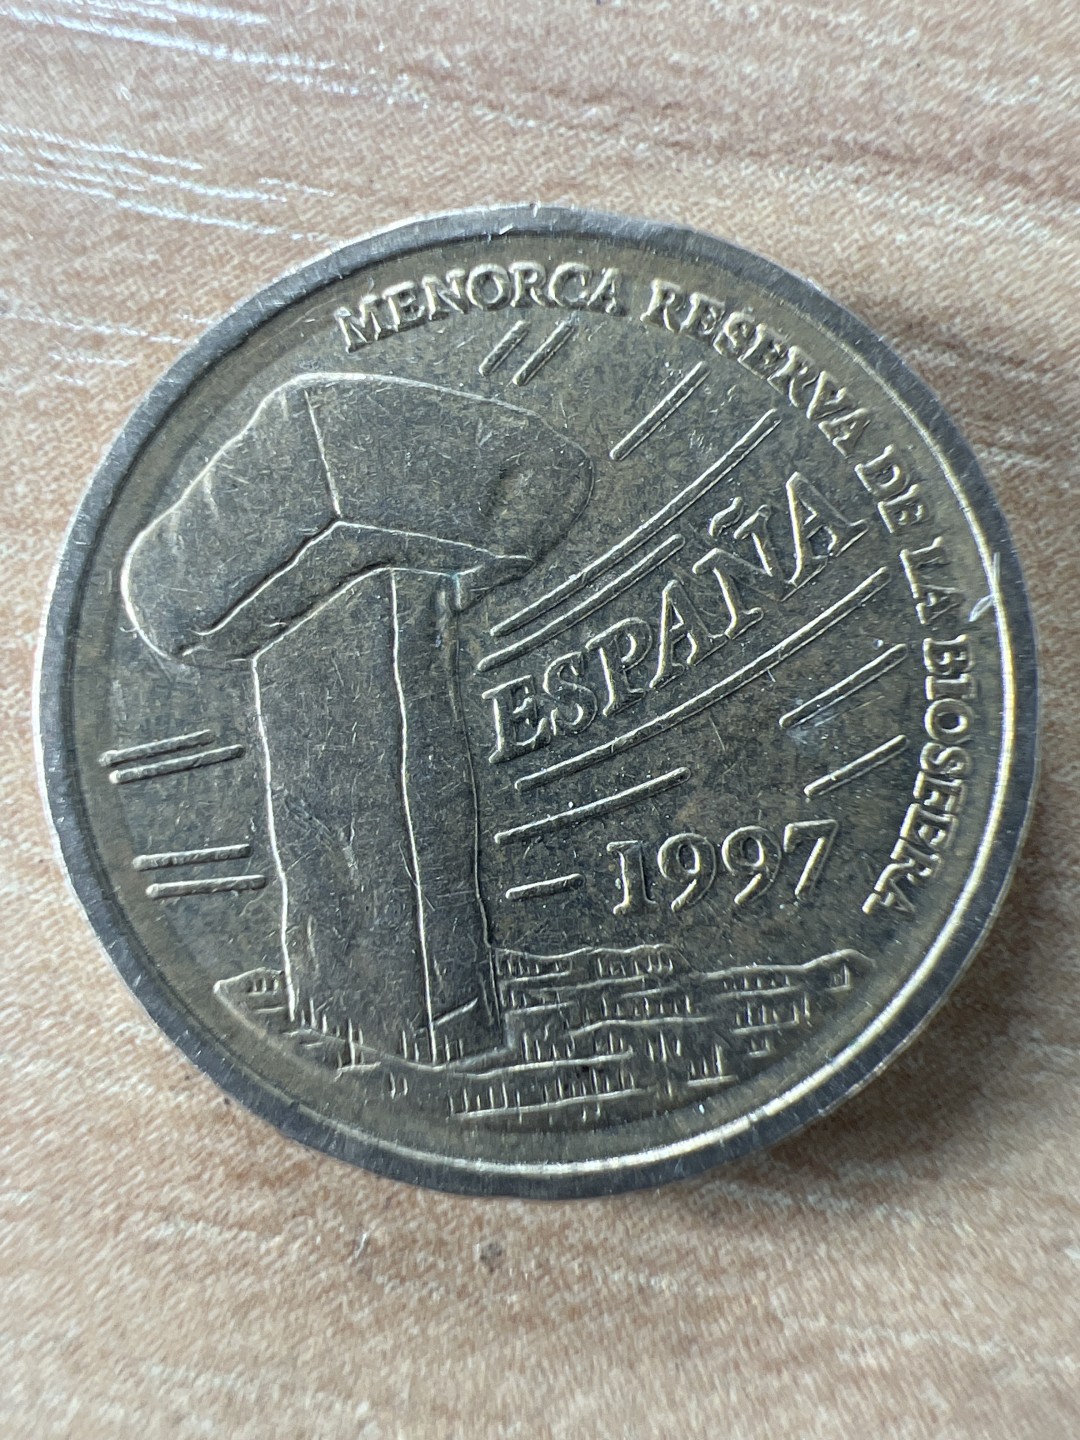 MENORCA RESERVA DE LA BIOSFERA
ESPAÑA
1997